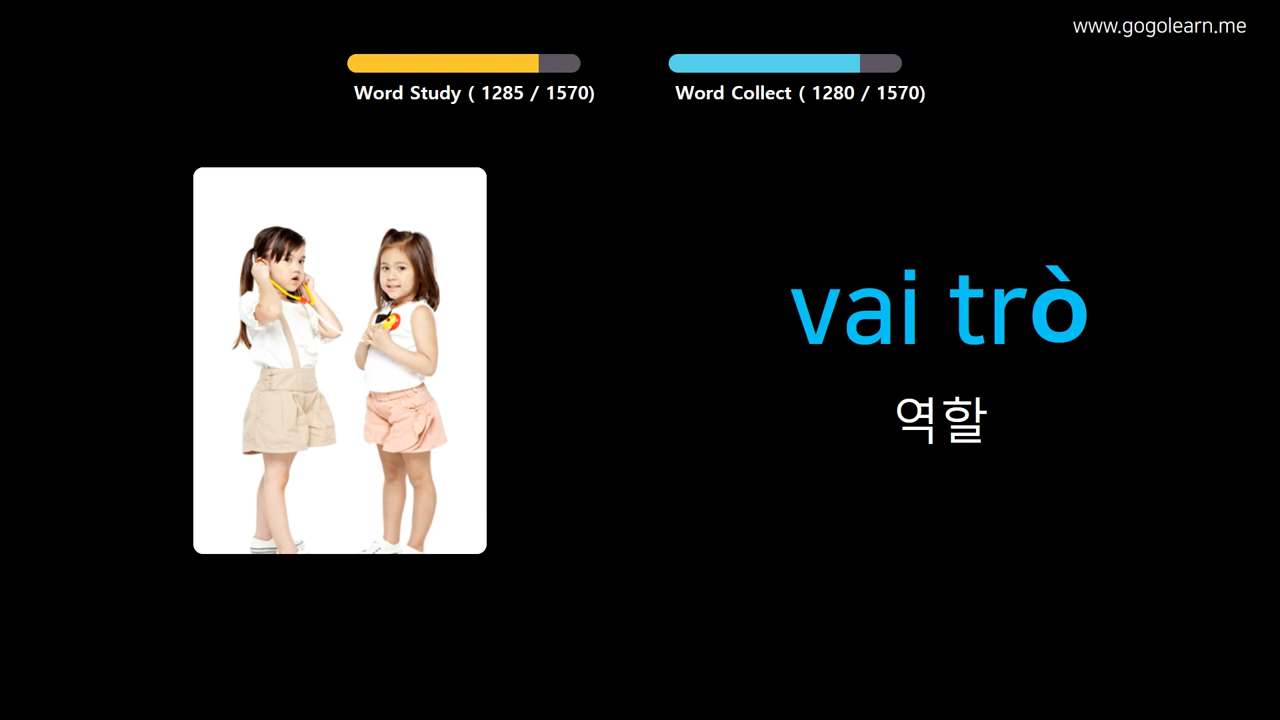 www.gogolearn.me
Word Study ( 1285 / 1570)
Word Collect ( 1280 / 1570)
vai trò
역할